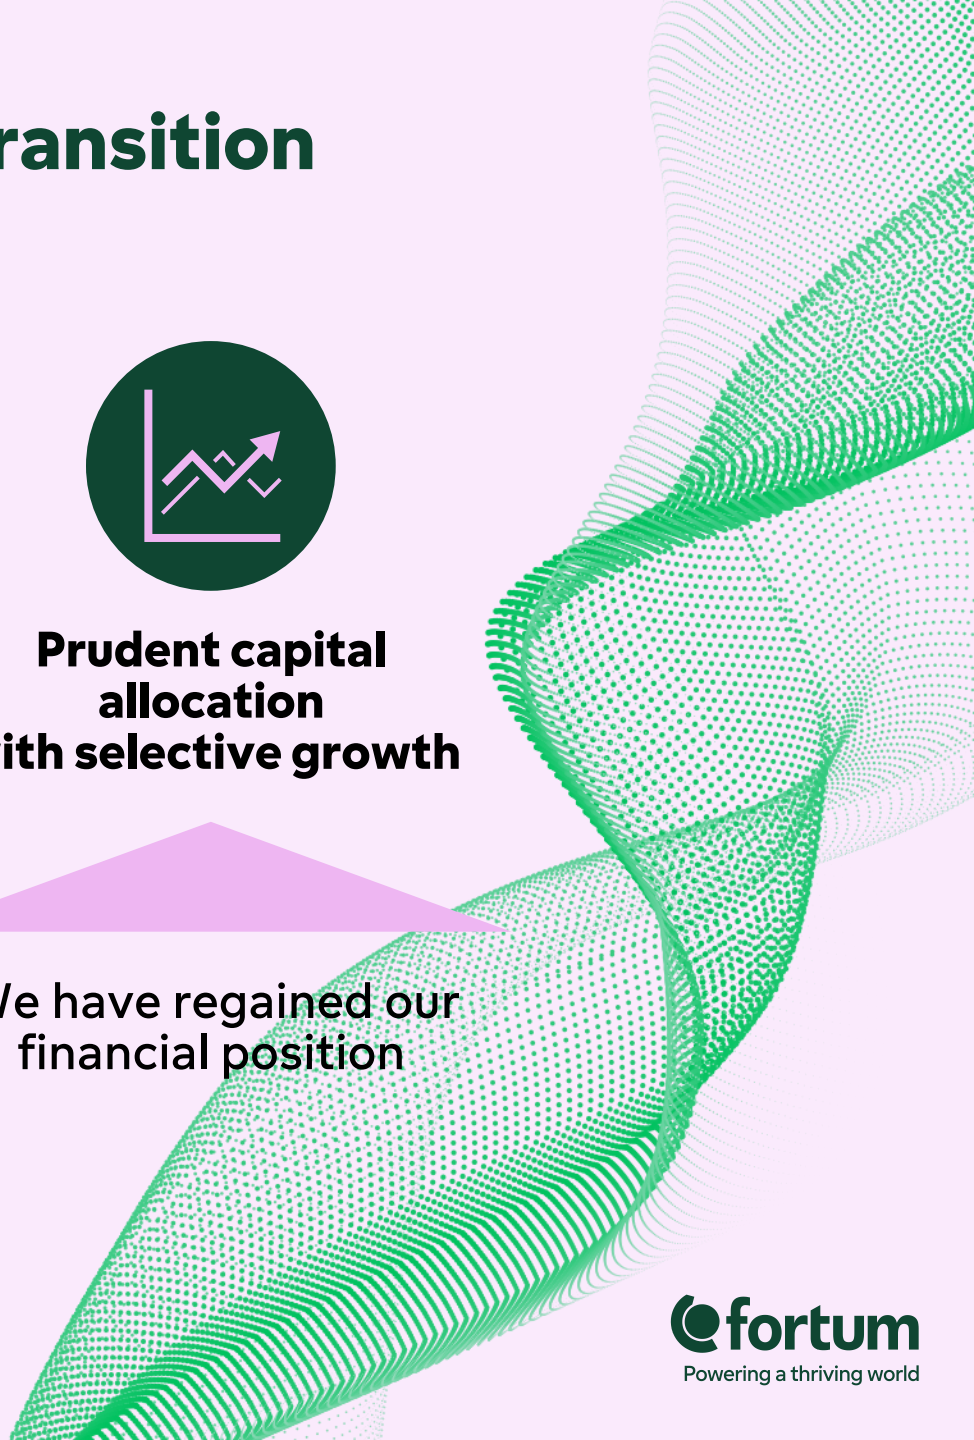 ransition
Prudent capital
allocation
ith selective growth
e have regained our
financial position
fortum
Powering a thriving world